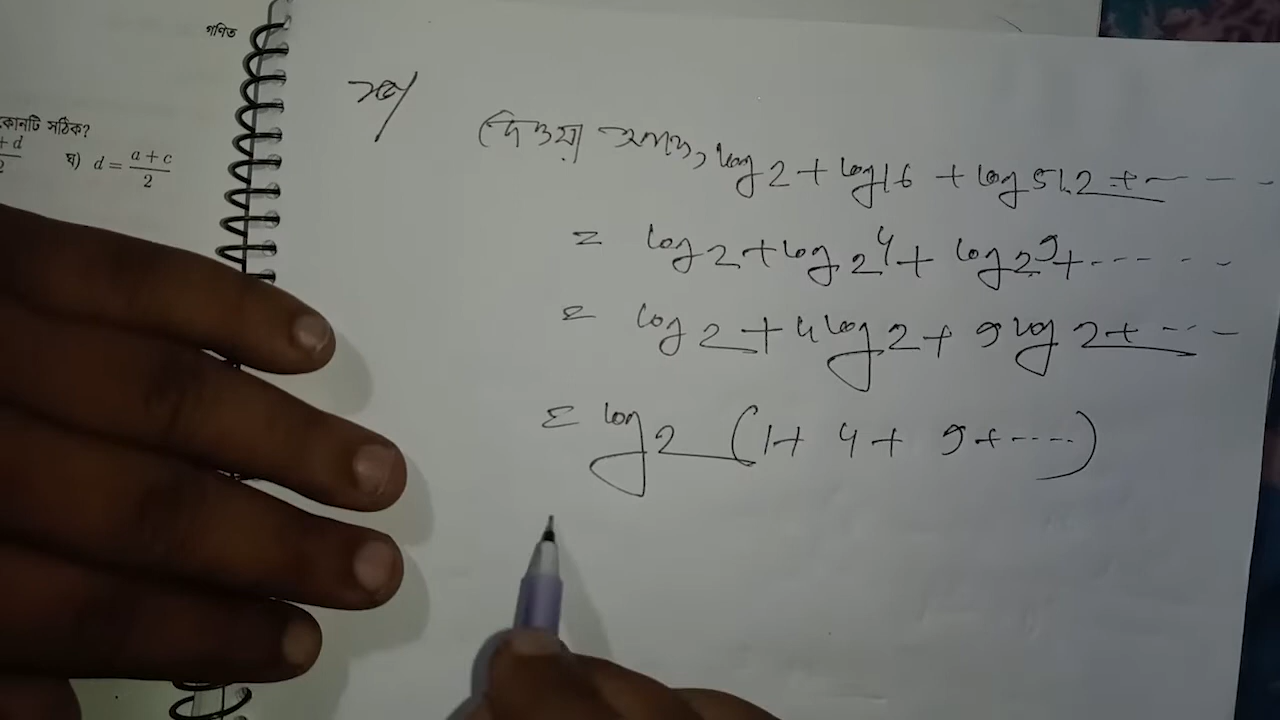 গণিত
কোনটি সঠিক?
+ d
2
ঘ) d = a + c / 2
দেওয়া আছে, log 2 + log 16 + log 512 + - - - -
= log 2 + log 2⁴ + log 2⁹ + - - - - -
= log 2 + 4 log 2 + 9 log 2 + - - -
= log 2 (1 + 4 + 9 + - - - -)